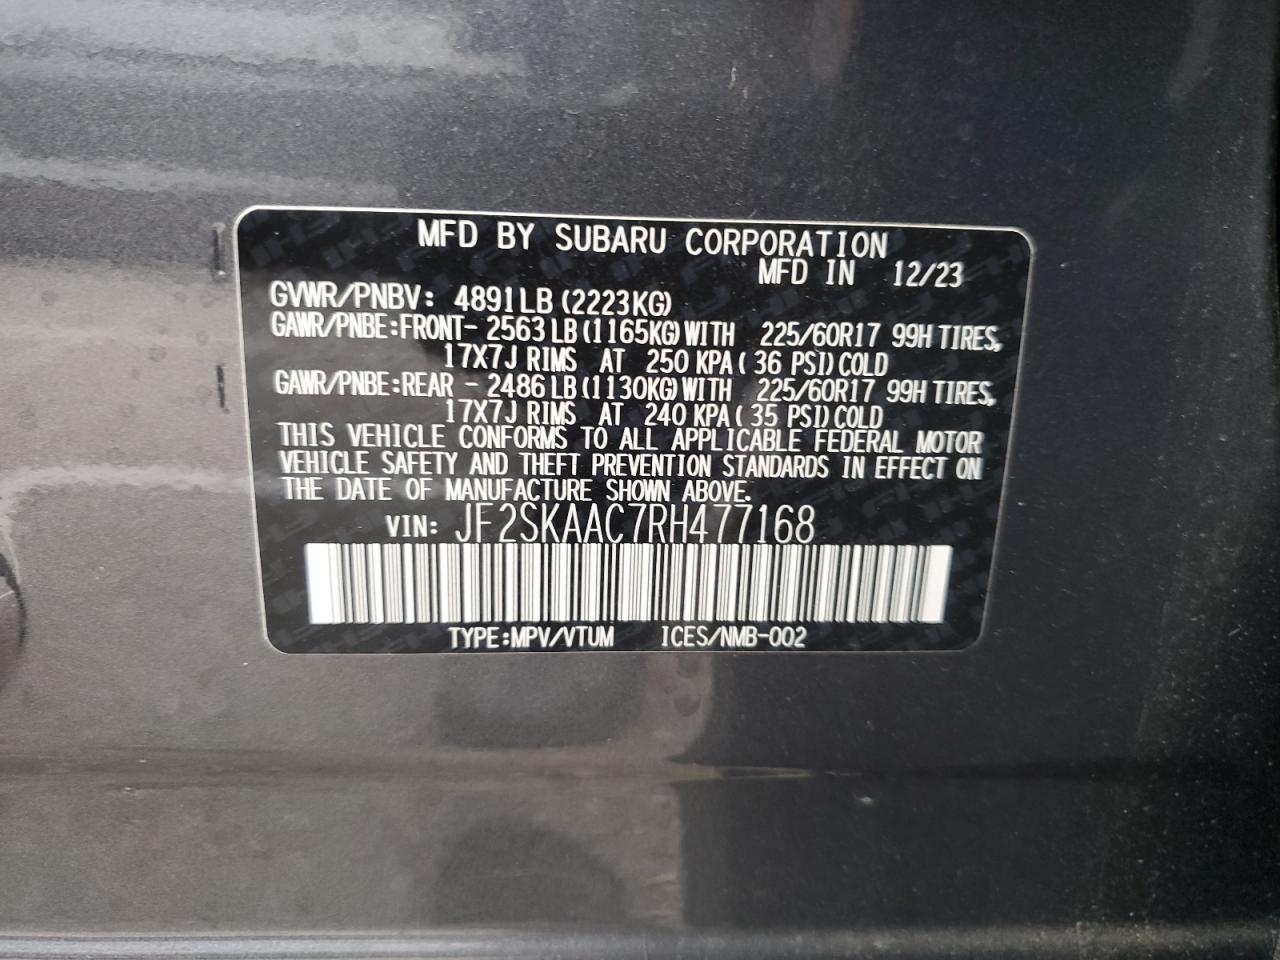 MFD BY SUBARU CORPORATION
MFD IN 12/23
GVWR/PNBV: 4891LB (2223KG)
GAWR/PNBE:FRONT- 2563LB (1165KG) WITH 225/60R17 99H TIRES,
17X7J RIMS AT 250 KPA( 36 PSI)COLD
GAWR/PNBE:REAR - 2486LB (1130KG) WITH 225/60R17 99H TIRES,
17X7J RIMS AT 240 KPA( 35 PSI)COLD
THIS VEHICLE CONFORMS TO ALL APPLICABLE FEDERAL MOTOR
VEHICLE SAFETY AND THEFT PREVENTION STANDARDS IN EFFECT ON
THE DATE OF MANUFACTURE SHOWN ABOVE.
VIN: JF2SKAAC7RH477168
TYPE:MPV/VTUM ICES/NMB-002